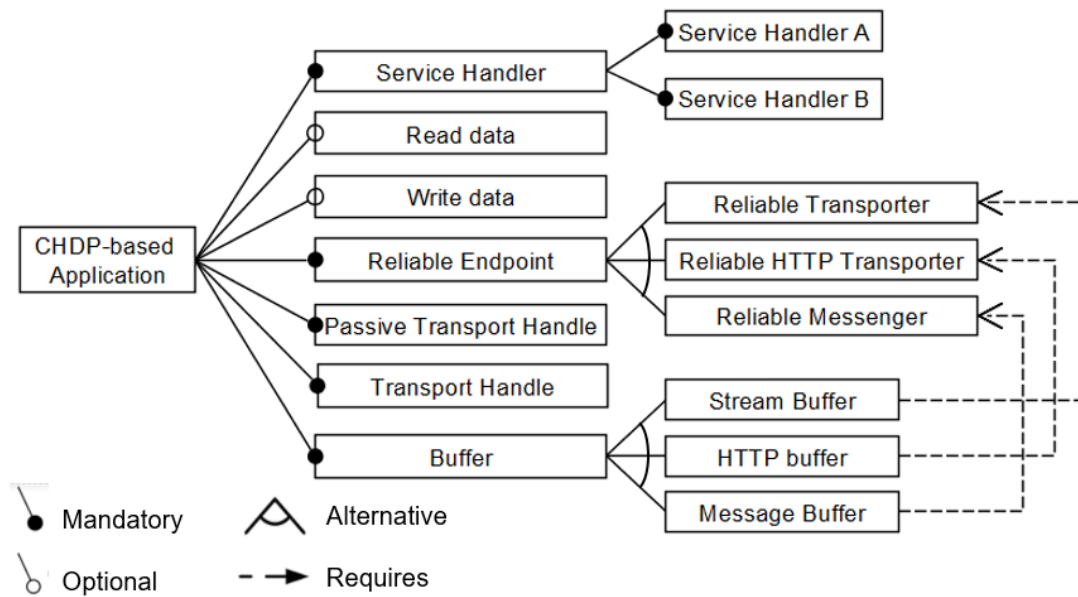 Service Handler A
Service Handler
Service Handler B
Read data
Write data
Reliable Transporter
CHDP-based
Application
Reliable Endpoint
Reliable HTTP Transporter
Passive Transport Handle
Reliable Messenger
Transport Handle
Stream Buffer
Buffer
HTTP buffer
Message Buffer
Mandatory
Alternative
Optional
Requires